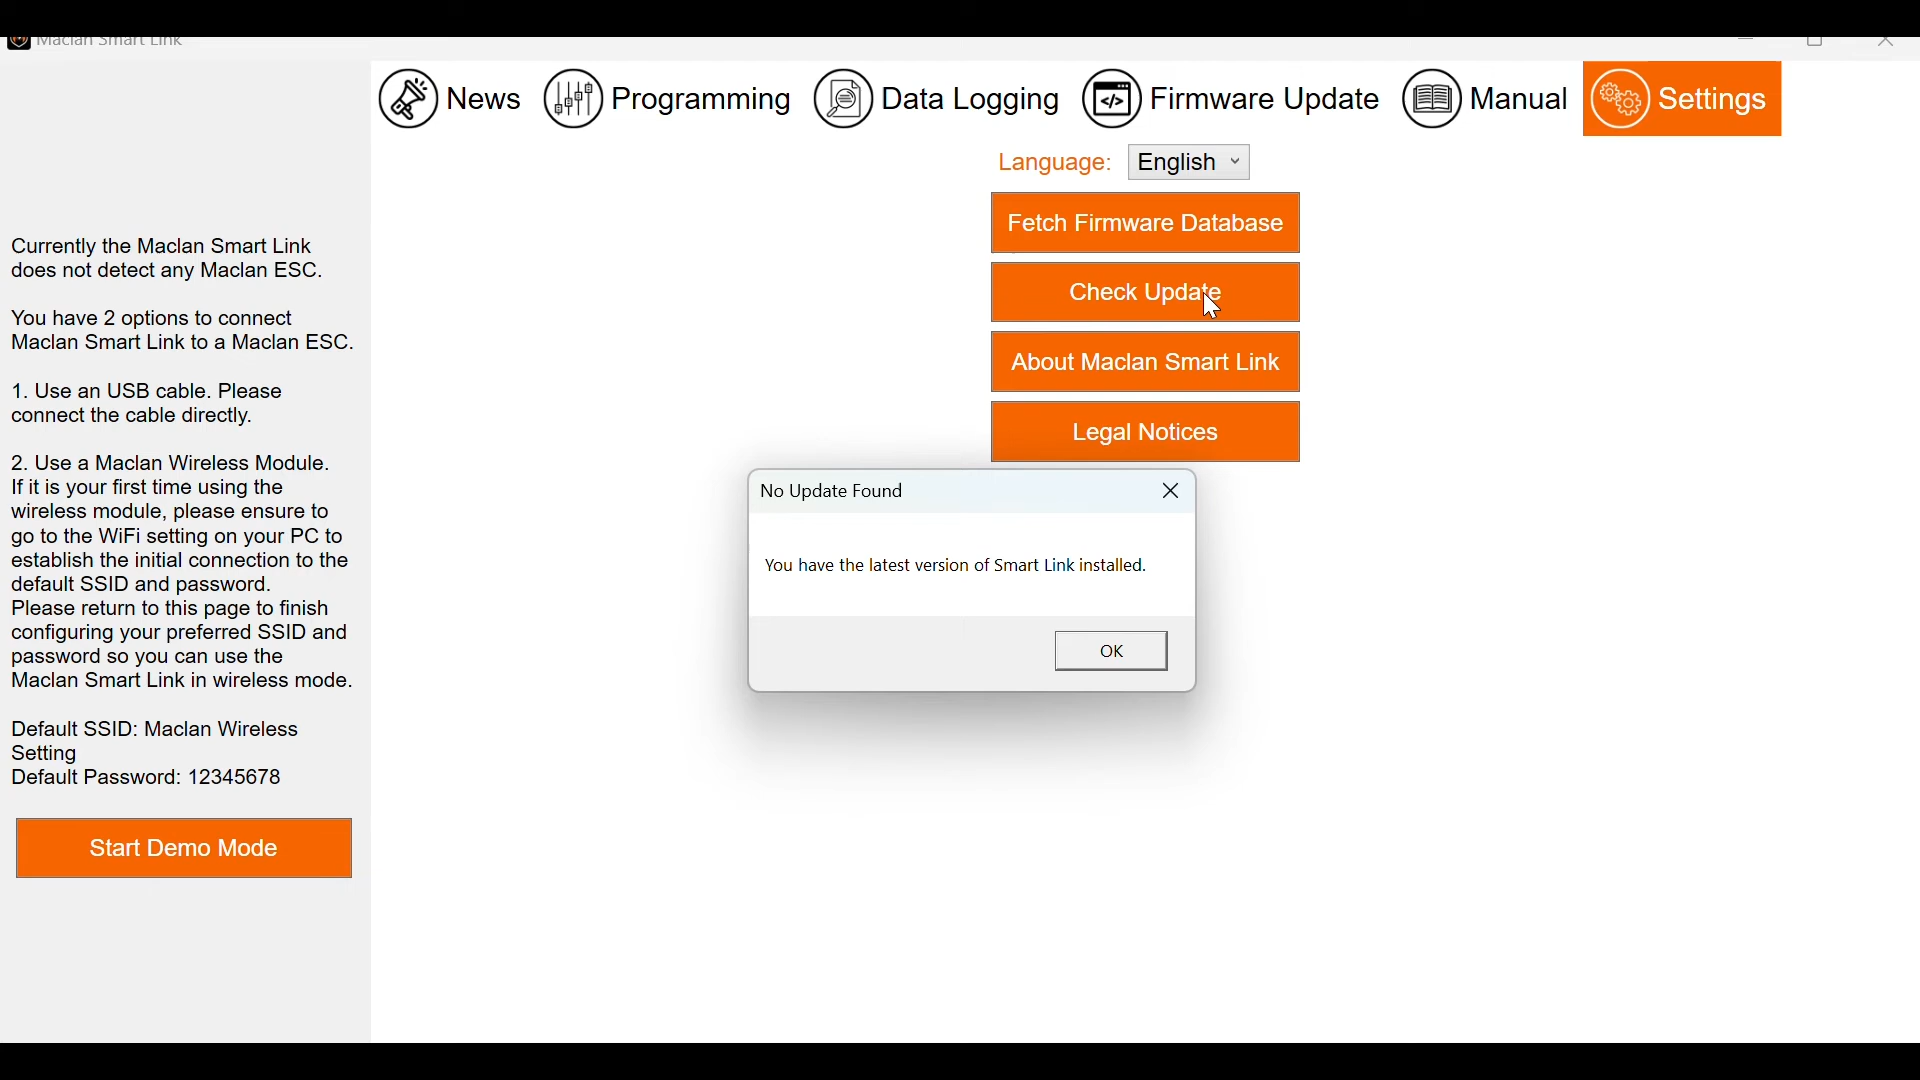 Maclan Smart Link
News
Programming
Data Logging
Firmware Update
Manual
Settings
Language:
English
Fetch Firmware Database
Check Update
About Maclan Smart Link
Legal Notices
Currently the Maclan Smart Link
does not detect any Maclan ESC.
You have 2 options to connect
Maclan Smart Link to a Maclan ESC.
1. Use an USB cable. Please
connect the cable directly.
2. Use a Maclan Wireless Module.
If it is your first time using the
wireless module, please ensure to
go to the WiFi setting on your PC to
establish the initial connection to the
default SSID and password.
Please return to this page to finish
configuring your preferred SSID and
password so you can use the
Maclan Smart Link in wireless mode.
Default SSID: Maclan Wireless
Setting
Default Password: 12345678
Start Demo Mode
No Update Found
You have the latest version of Smart Link installed.
OK